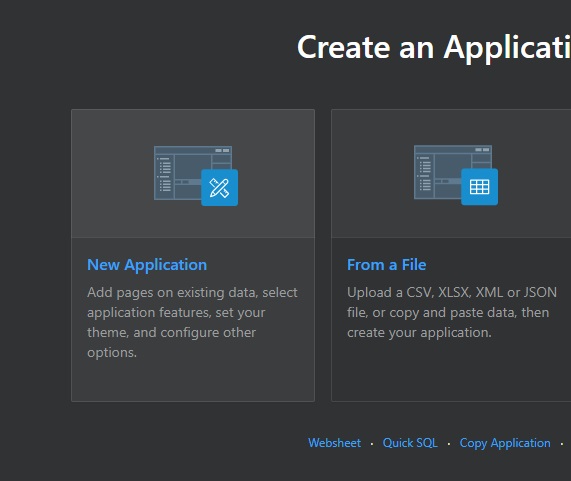 Create an Applicati
New Application
Add pages on existing data, select
application features, set your
theme, and configure other
options.
From a File
Upload a CSV, XLSX, XML or JSON
file, or copy and paste data, then
create your application.
Websheet · Quick SQL · Copy Application ·